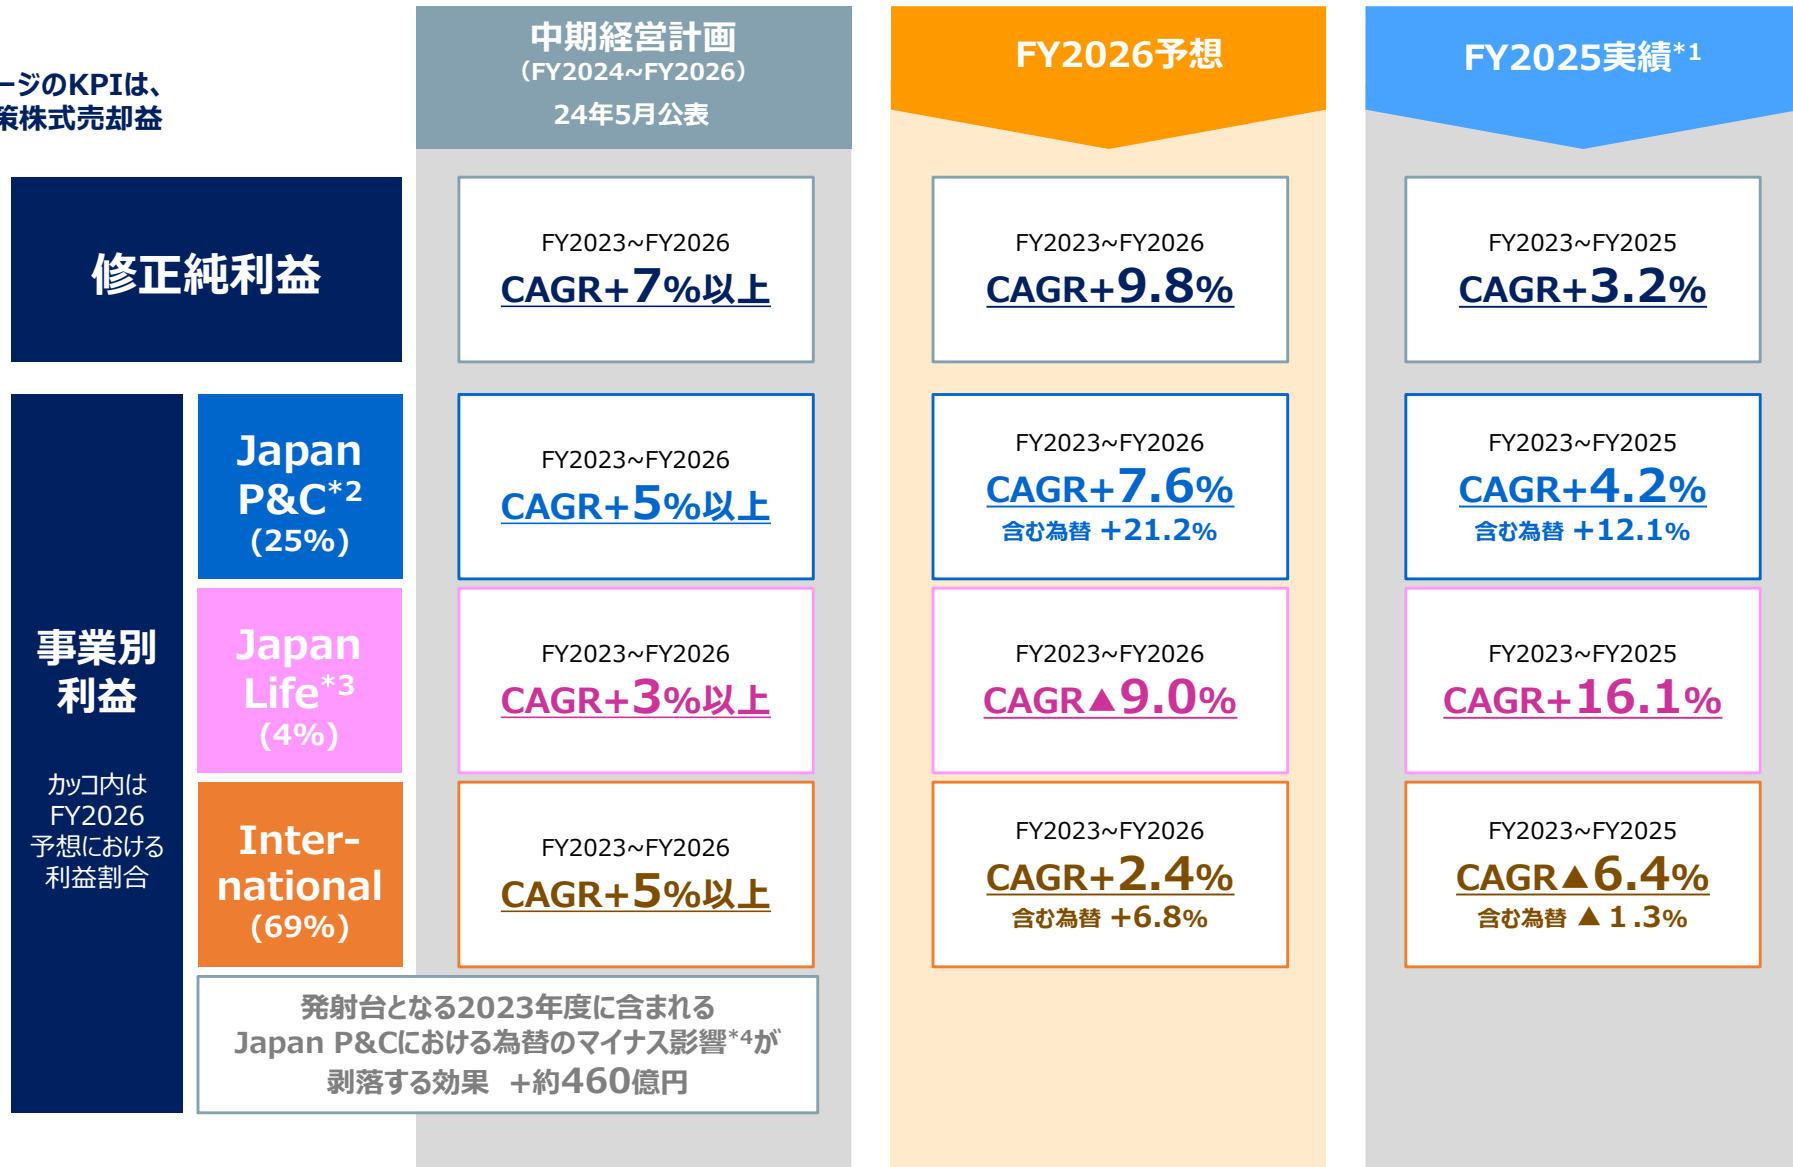 ージのKPIは、
策株式売却益
中期経営計画
（FY2024~FY2026）
24年5月公表
FY2026予想
FY2025実績*1
修正純利益
FY2023~FY2026
CAGR+7%以上
FY2023~FY2026
CAGR+9.8%
FY2023~FY2025
CAGR+3.2%
事業別
利益
カッコ内は
FY2026
予想における
利益割合
Japan
P&C*2
(25%)
FY2023~FY2026
CAGR+5%以上
FY2023~FY2026
CAGR+7.6%
含む為替 +21.2%
FY2023~FY2025
CAGR+4.2%
含む為替 +12.1%
Japan
Life*3
(4%)
FY2023~FY2026
CAGR+3%以上
FY2023~FY2026
CAGR▲9.0%
FY2023~FY2025
CAGR+16.1%
Inter-
national
(69%)
FY2023~FY2026
CAGR+5%以上
FY2023~FY2026
CAGR+2.4%
含む為替 +6.8%
FY2023~FY2025
CAGR▲6.4%
含む為替 ▲１.3%
発射台となる2023年度に含まれる
Japan P&Cにおける為替のマイナス影響*4が
剥落する効果 +約460億円